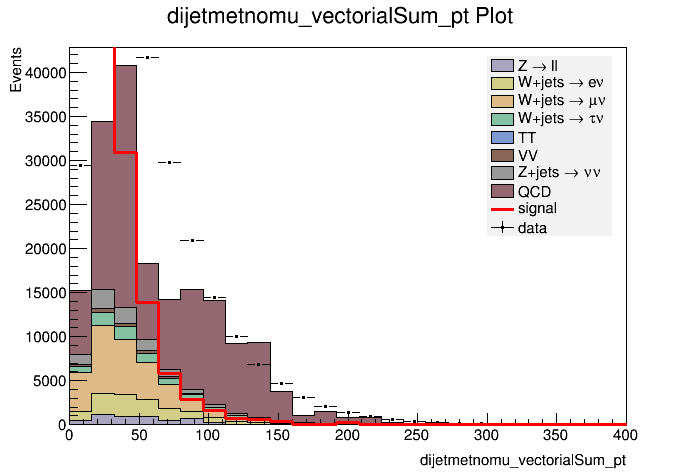 dijetmetnomu_vectorialSum_pt Plot
Events
40000
35000
30000
25000
20000
15000
10000
5000
0
0 50 100 150 200 250 300 350 400
dijetmetnomu_vectorialSum_pt
Z → ll
W+jets → eν
W+jets → μν
W+jets → τν
TT
VV
Z+jets → νν
QCD
signal
data